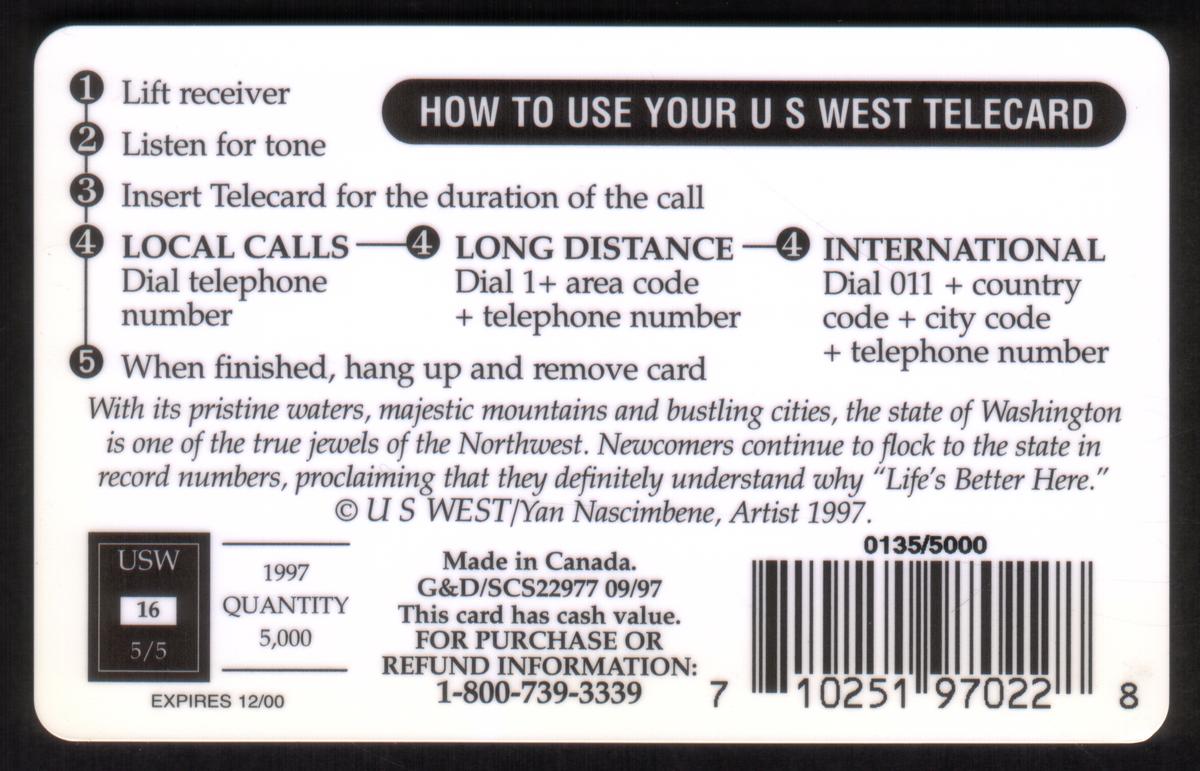 HOW TO USE YOUR U S WEST TELECARD
1 Lift receiver
2 Listen for tone
3 Insert Telecard for the duration of the call
4 LOCAL CALLS
Dial telephone
number
4 LONG DISTANCE
Dial 1+ area code
+ telephone number
4 INTERNATIONAL
Dial 011 + country
code + city code
+ telephone number
5 When finished, hang up and remove card
With its pristine waters, majestic mountains and bustling cities, the state of Washington
is one of the true jewels of the Northwest. Newcomers continue to flock to the state in
record numbers, proclaiming that they definitely understand why “Life’s Better Here.”
© U S WEST/Yan Nascimbene, Artist 1997.
USW
16
5/5
1997
QUANTITY
5,000
EXPIRES 12/00
Made in Canada.
G&D/SCS22977 09/97
This card has cash value.
FOR PURCHASE OR
REFUND INFORMATION:
1-800-739-3339
0135/5000
7 10251 97022 8